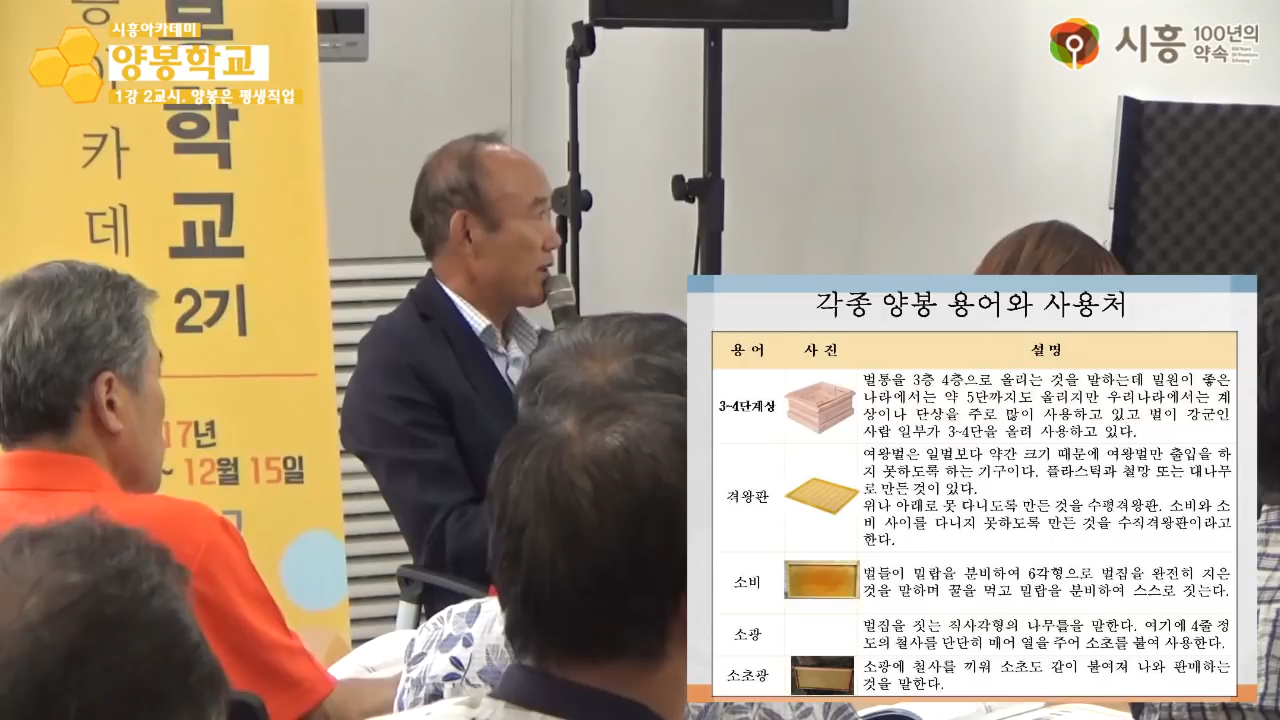 시흥아카데미
양봉학교
1강 2교시. 양봉은 평생직업
시흥 100년의 약속
카
데
학
교
2기
17년
~ 12월 15일
각종 양봉 용어와 사용처
용 어 사 진 설 명
3~4단계상
벌통을 3층 4층으로 올리는 것을 말하는데 밀원이 좋은
나라에서는 약 5단까지도 올리지만 우리나라에서는 계
상이나 단상을 주로 많이 사용하고 있고 벌이 강군인
사람 일부가 3~4단을 올려 사용하고 있다.
격왕판
여왕벌은 일벌보다 약간 크기 때문에 여왕벌만 출입을 하
지 못하도록 하는 기구이다. 플라스틱과 철망 또는 대나무
로 만든 것이 있다.
위나 아래로 못 다니도록 만든 것을 수평격왕판, 소비와 소
비 사이를 다니지 못하도록 만든 것을 수직격왕판이라고
한다.
소비
벌들이 밀랍을 분비하여 6각형으로 벌집을 완전히 지은
것을 말하며 꿀을 먹고 밀랍을 분비하여 스스로 짓는다.
소광
벌집을 짓는 직사각형의 나무틀을 말한다. 여기에 4줄 정
도의 철사를 단단히 매어 열을 주어 소초를 붙여 사용한다.
소초광
소광에 철사를 끼워 소초도 같이 붙여져 나와 판매하는
것을 말한다.